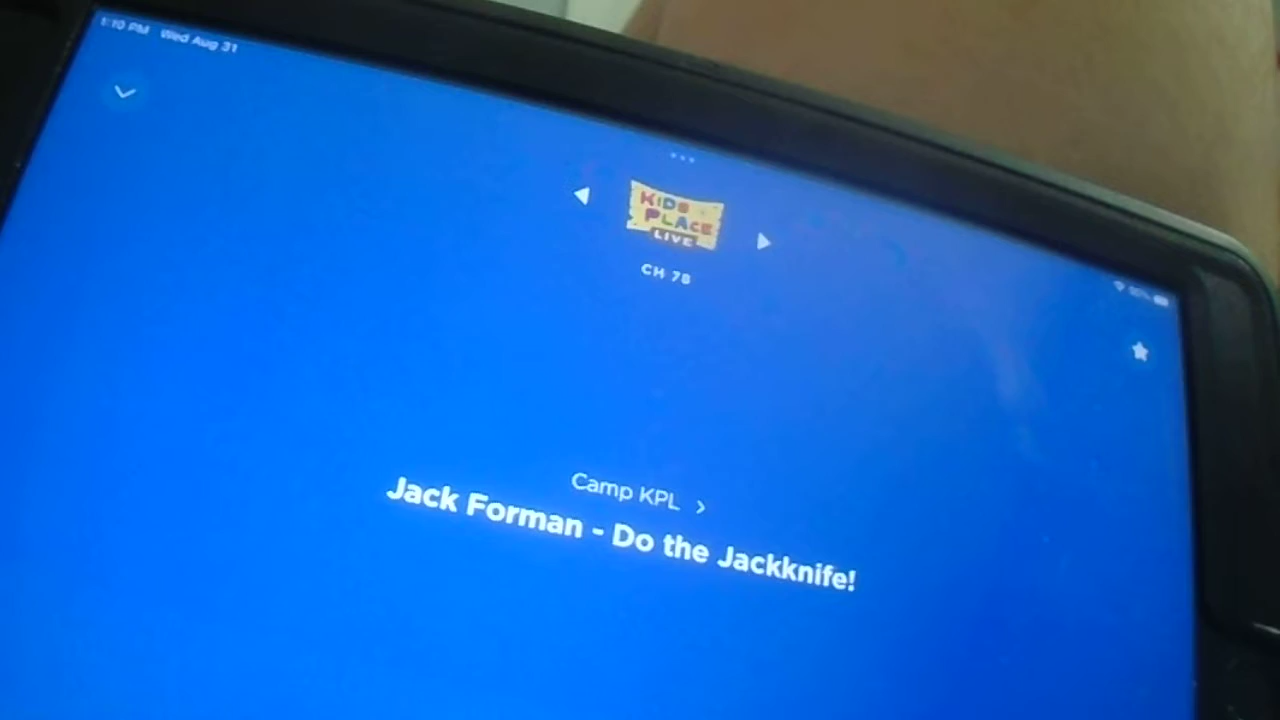 1:10 PM Wed Aug 31
KIDS
PLACE
LIVE
CH 78
Camp KPL
Jack Forman - Do the Jackknife!